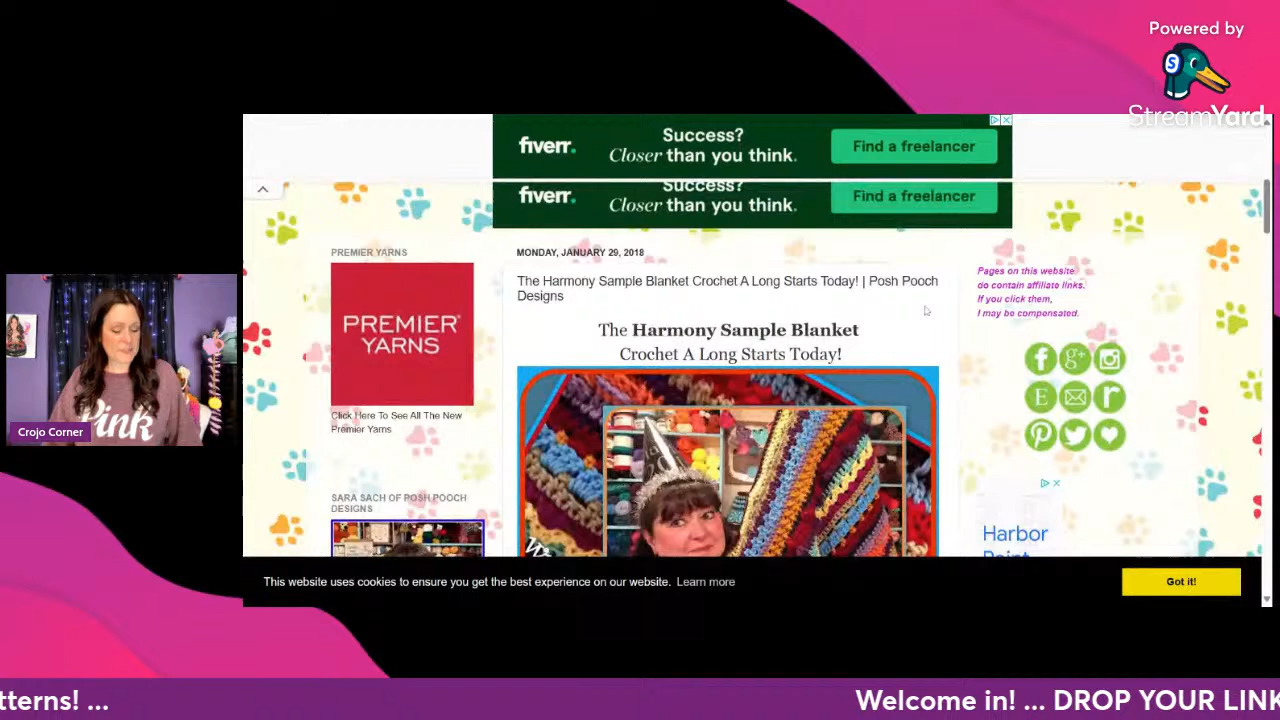 Powered by
StreamYard
fiverr.
Success?
Closer than you think.
Find a freelancer
fiverr.
Success?
Closer than you think.
Find a freelancer
PREMIER YARNS
PREMIER®
YARNS
Click Here To See All The New
Premier Yarns
SARA SACH OF POSH POOCH
DESIGNS
MONDAY, JANUARY 29, 2018
The Harmony Sample Blanket Crochet A Long Starts Today! | Posh Pooch
Designs
The Harmony Sample Blanket
Crochet A Long Starts Today!
Pages on this website
do contain affiliate links.
If you click them,
I may be compensated.
Harbor
Point
Pink
Crojo Corner
This website uses cookies to ensure you get the best experience on our website. Learn more
Got it!
tterns! ...
Welcome in! ... DROP YOUR LINK